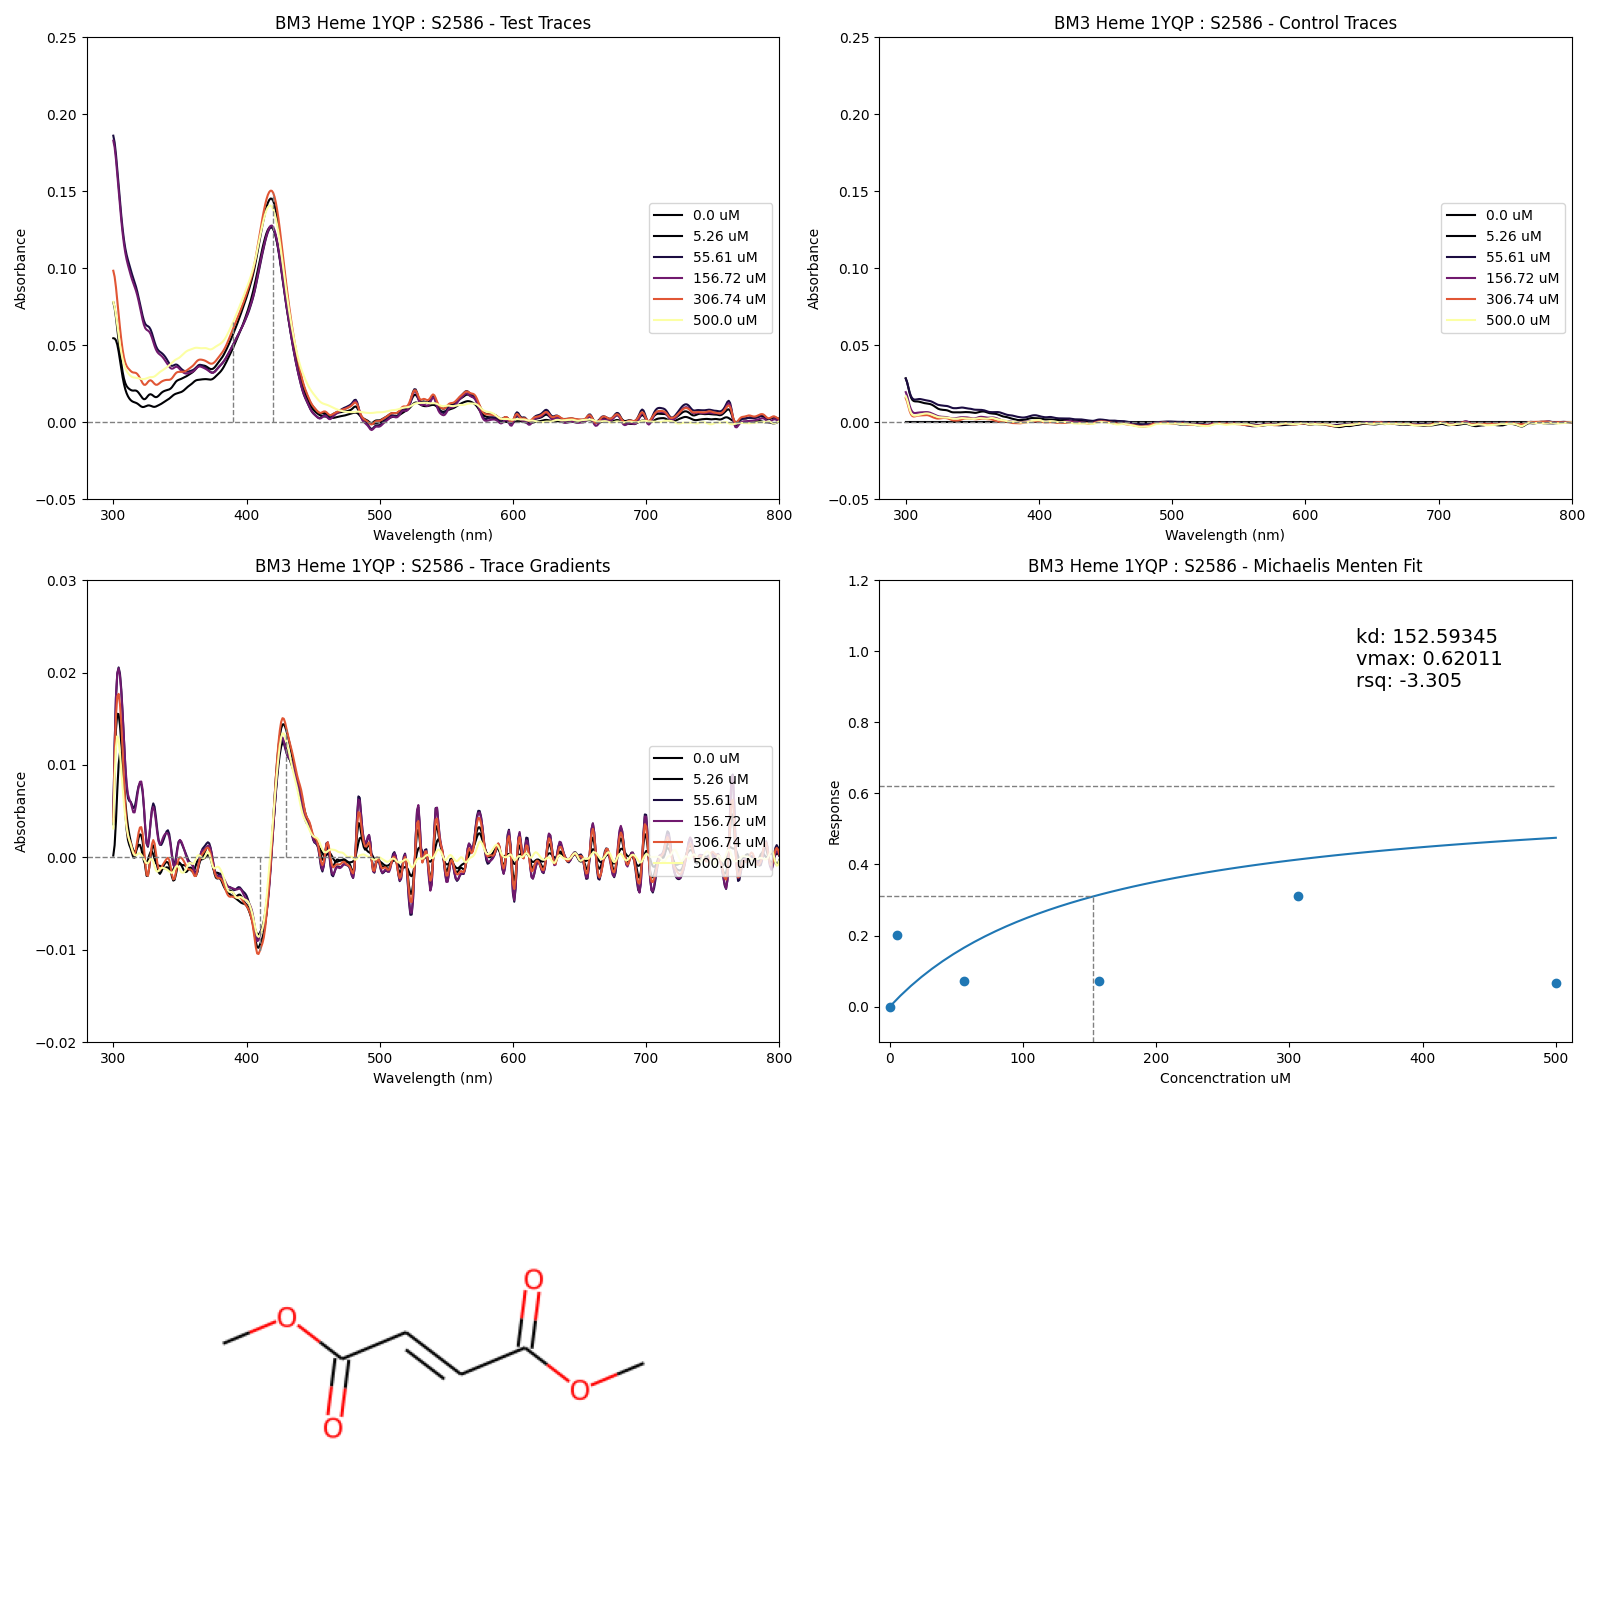 BM3 Heme 1YQP : S2586 - Test Traces
0.25
0.20
0.15
0.10
0.05
0.00
−0.05
Absorbance
300 400 500 600 700 800
Wavelength (nm)
0.0 uM
5.26 uM
55.61 uM
156.72 uM
306.74 uM
500.0 uM
BM3 Heme 1YQP : S2586 - Control Traces
0.25
0.20
0.15
0.10
0.05
0.00
−0.05
Absorbance
300 400 500 600 700 800
Wavelength (nm)
0.0 uM
5.26 uM
55.61 uM
156.72 uM
306.74 uM
500.0 uM
BM3 Heme 1YQP : S2586 - Trace Gradients
0.03
0.02
0.01
0.00
−0.01
−0.02
Absorbance
300 400 500 600 700 800
Wavelength (nm)
0.0 uM
5.26 uM
55.61 uM
156.72 uM
306.74 uM
500.0 uM
BM3 Heme 1YQP : S2586 - Michaelis Menten Fit
1.2
1.0
0.8
0.6
0.4
0.2
0.0
Response
kd: 152.59345
vmax: 0.62011
rsq: -3.305
0 100 200 300 400 500
Concenctration uM
O
O
O
O